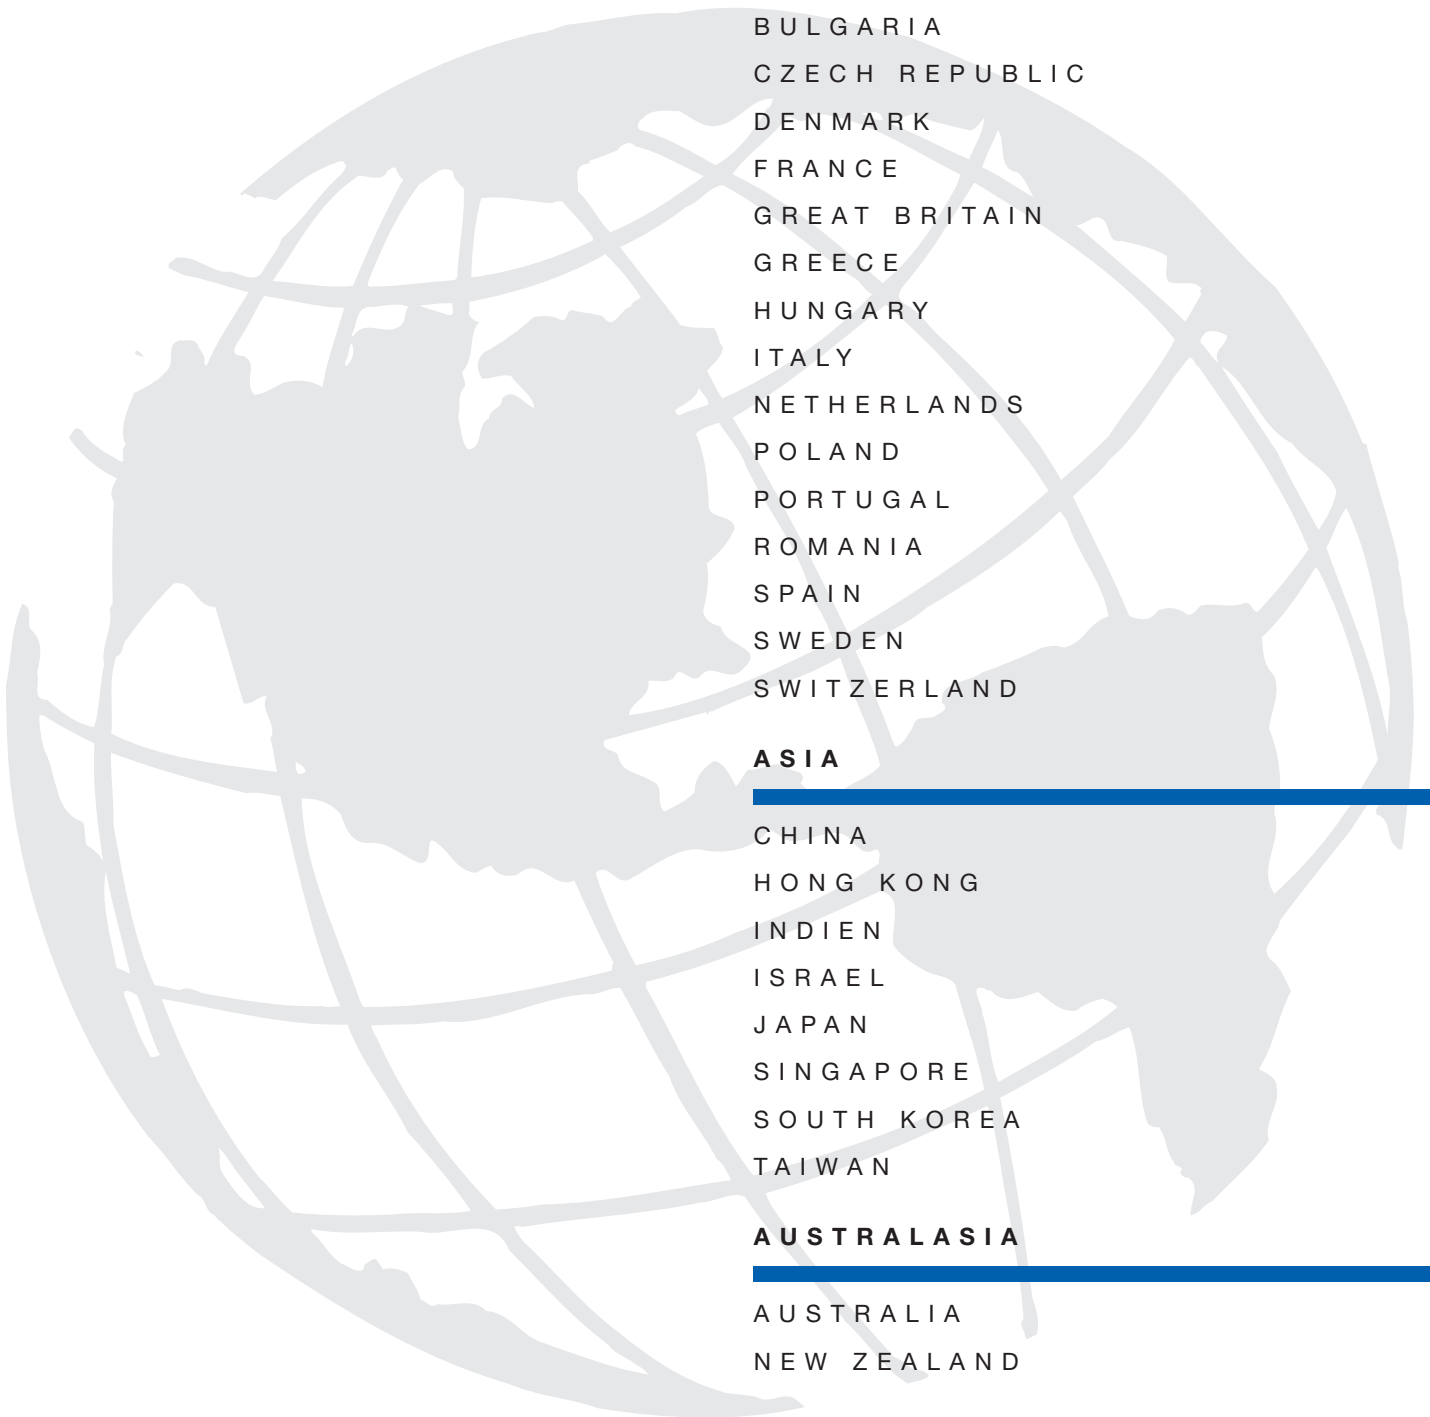 BULGARIA
CZECH REPUBLIC
DENMARK
FRANCE
GREAT BRITAIN
GREECE
HUNGARY
ITALY
NETHERLANDS
POLAND
PORTUGAL
ROMANIA
SPAIN
SWEDEN
SWITZERLAND
ASIA
CHINA
HONG KONG
INDIEN
ISRAEL
JAPAN
SINGAPORE
SOUTH KOREA
TAIWAN
AUSTRALASIA
AUSTRALIA
NEW ZEALAND